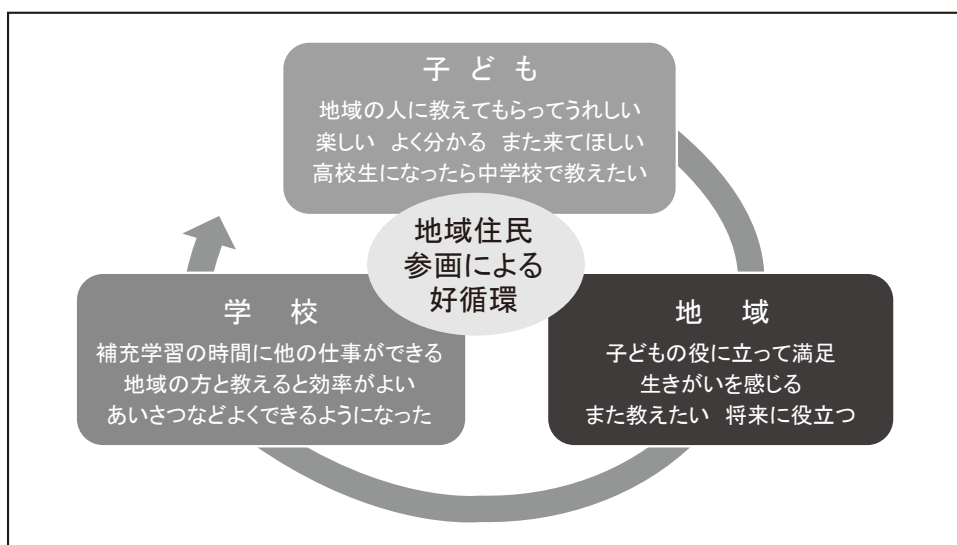 子ども
地域の人に教えてもらってうれしい
楽しい よく分かる また来てほしい
高校生になったら中学校で教えたい
地域住民
参画による
好循環
学校
補充学習の時間に他の仕事ができる
地域の方と教えると効率がよい
あいさつなどよくできるようになった
地域
子どもの役に立って満足
生きがいを感じる
また教えたい 将来に役立つ